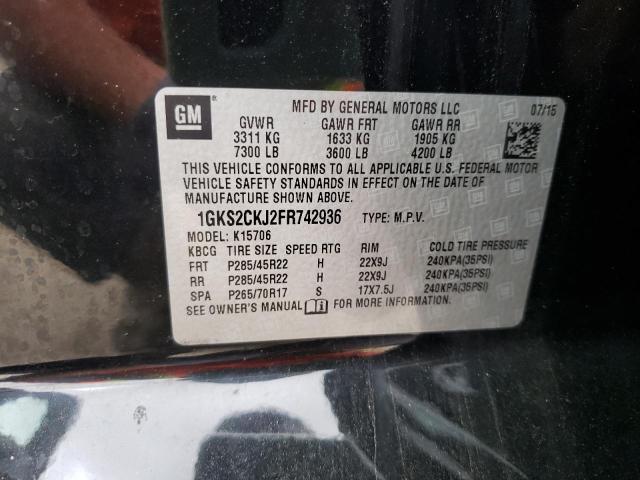 GM
MFD BY GENERAL MOTORS LLC 07/15
GVWR GAWR FRT GAWR RR
3311 KG 1633 KG 1905 KG
7300 LB 3600 LB 4200 LB
THIS VEHICLE CONFORMS TO ALL APPLICABLE U.S. FEDERAL MOTOR
VEHICLE SAFETY STANDARDS IN EFFECT ON THE DATE OF
MANUFACTURE SHOWN ABOVE.
1GKS2CKJ2FR742936 TYPE: M.P.V.
MODEL: K15706
KBCG TIRE SIZE SPEED RTG RIM COLD TIRE PRESSURE
FRT P285/45R22 H 22X9J 240KPA(35PSI)
RR P285/45R22 H 22X9J 240KPA(35PSI)
SPA P265/70R17 S 17X7.5J 240KPA(35PSI)
SEE OWNER'S MANUAL FOR MORE INFORMATION